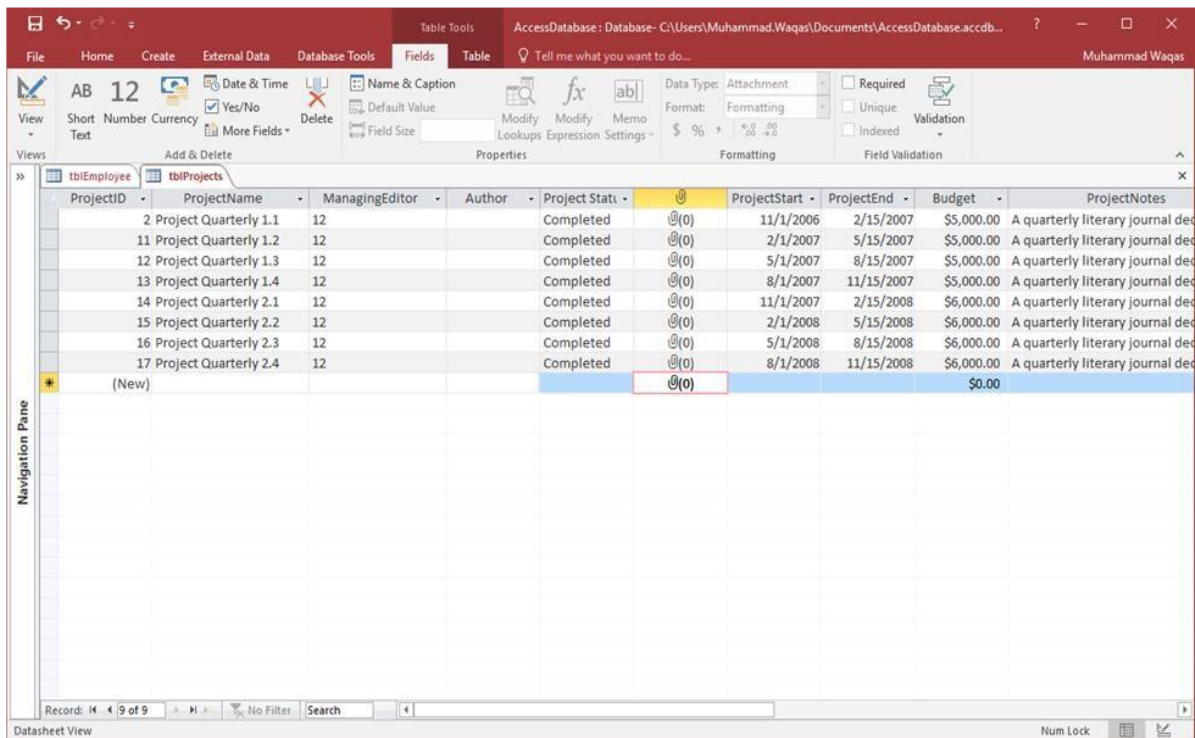 Table Tools AccessDatabase : Database- C:\Users\Muhammad.Waqas\Documents\AccessDatabase.accdb... ?
File Home Create External Data Database Tools Fields Table Tell me what you want to do... Muhammad Waqas
View
Views
AB Short Text
12 Number
Currency
Date & Time
Yes/No
More Fields
Delete
Add & Delete
Name & Caption
Default Value
Field Size
Modify Lookups
fx Modify Expression
ab Memo Settings
Properties
Data Type: Attachment
Format: Formatting
$ % , .0 .00 .00 .0
Formatting
Required
Unique
Indexed
Validation
Field Validation
» tblEmployee tblProjects
ProjectID ProjectName ManagingEditor Author Project Statu ProjectStart ProjectEnd Budget ProjectNotes
2 Project Quarterly 1.1 12 Completed (0) 11/1/2006 2/15/2007 $5,000.00 A quarterly literary journal ded
11 Project Quarterly 1.2 12 Completed (0) 2/1/2007 5/15/2007 $5,000.00 A quarterly literary journal ded
12 Project Quarterly 1.3 12 Completed (0) 5/1/2007 8/15/2007 $5,000.00 A quarterly literary journal ded
13 Project Quarterly 1.4 12 Completed (0) 8/1/2007 11/15/2007 $5,000.00 A quarterly literary journal ded
14 Project Quarterly 2.1 12 Completed (0) 11/1/2007 2/15/2008 $6,000.00 A quarterly literary journal ded
15 Project Quarterly 2.2 12 Completed (0) 2/1/2008 5/15/2008 $6,000.00 A quarterly literary journal ded
16 Project Quarterly 2.3 12 Completed (0) 5/1/2008 8/15/2008 $6,000.00 A quarterly literary journal ded
17 Project Quarterly 2.4 12 Completed (0) 8/1/2008 11/15/2008 $6,000.00 A quarterly literary journal ded
* (New) (0) $0.00
Navigation Pane
Record: 9 of 9 No Filter Search
Datasheet View Num Lock